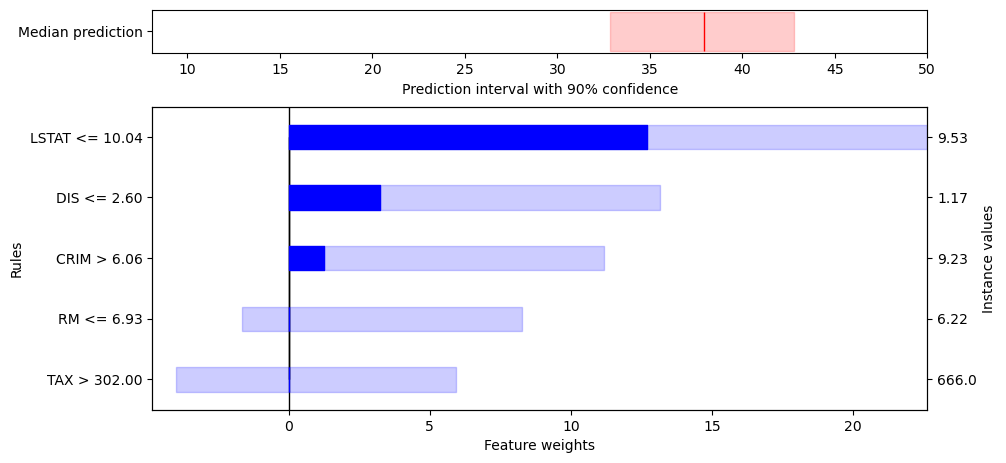 Median prediction
10 15 20 25 30 35 40 45 50
Prediction interval with 90% confidence
LSTAT <= 10.04 9.53
DIS <= 2.60 1.17
CRIM > 6.06 9.23
RM <= 6.93 6.22
TAX > 302.00 666.0
Rules
Instance values
0 5 10 15 20
Feature weights